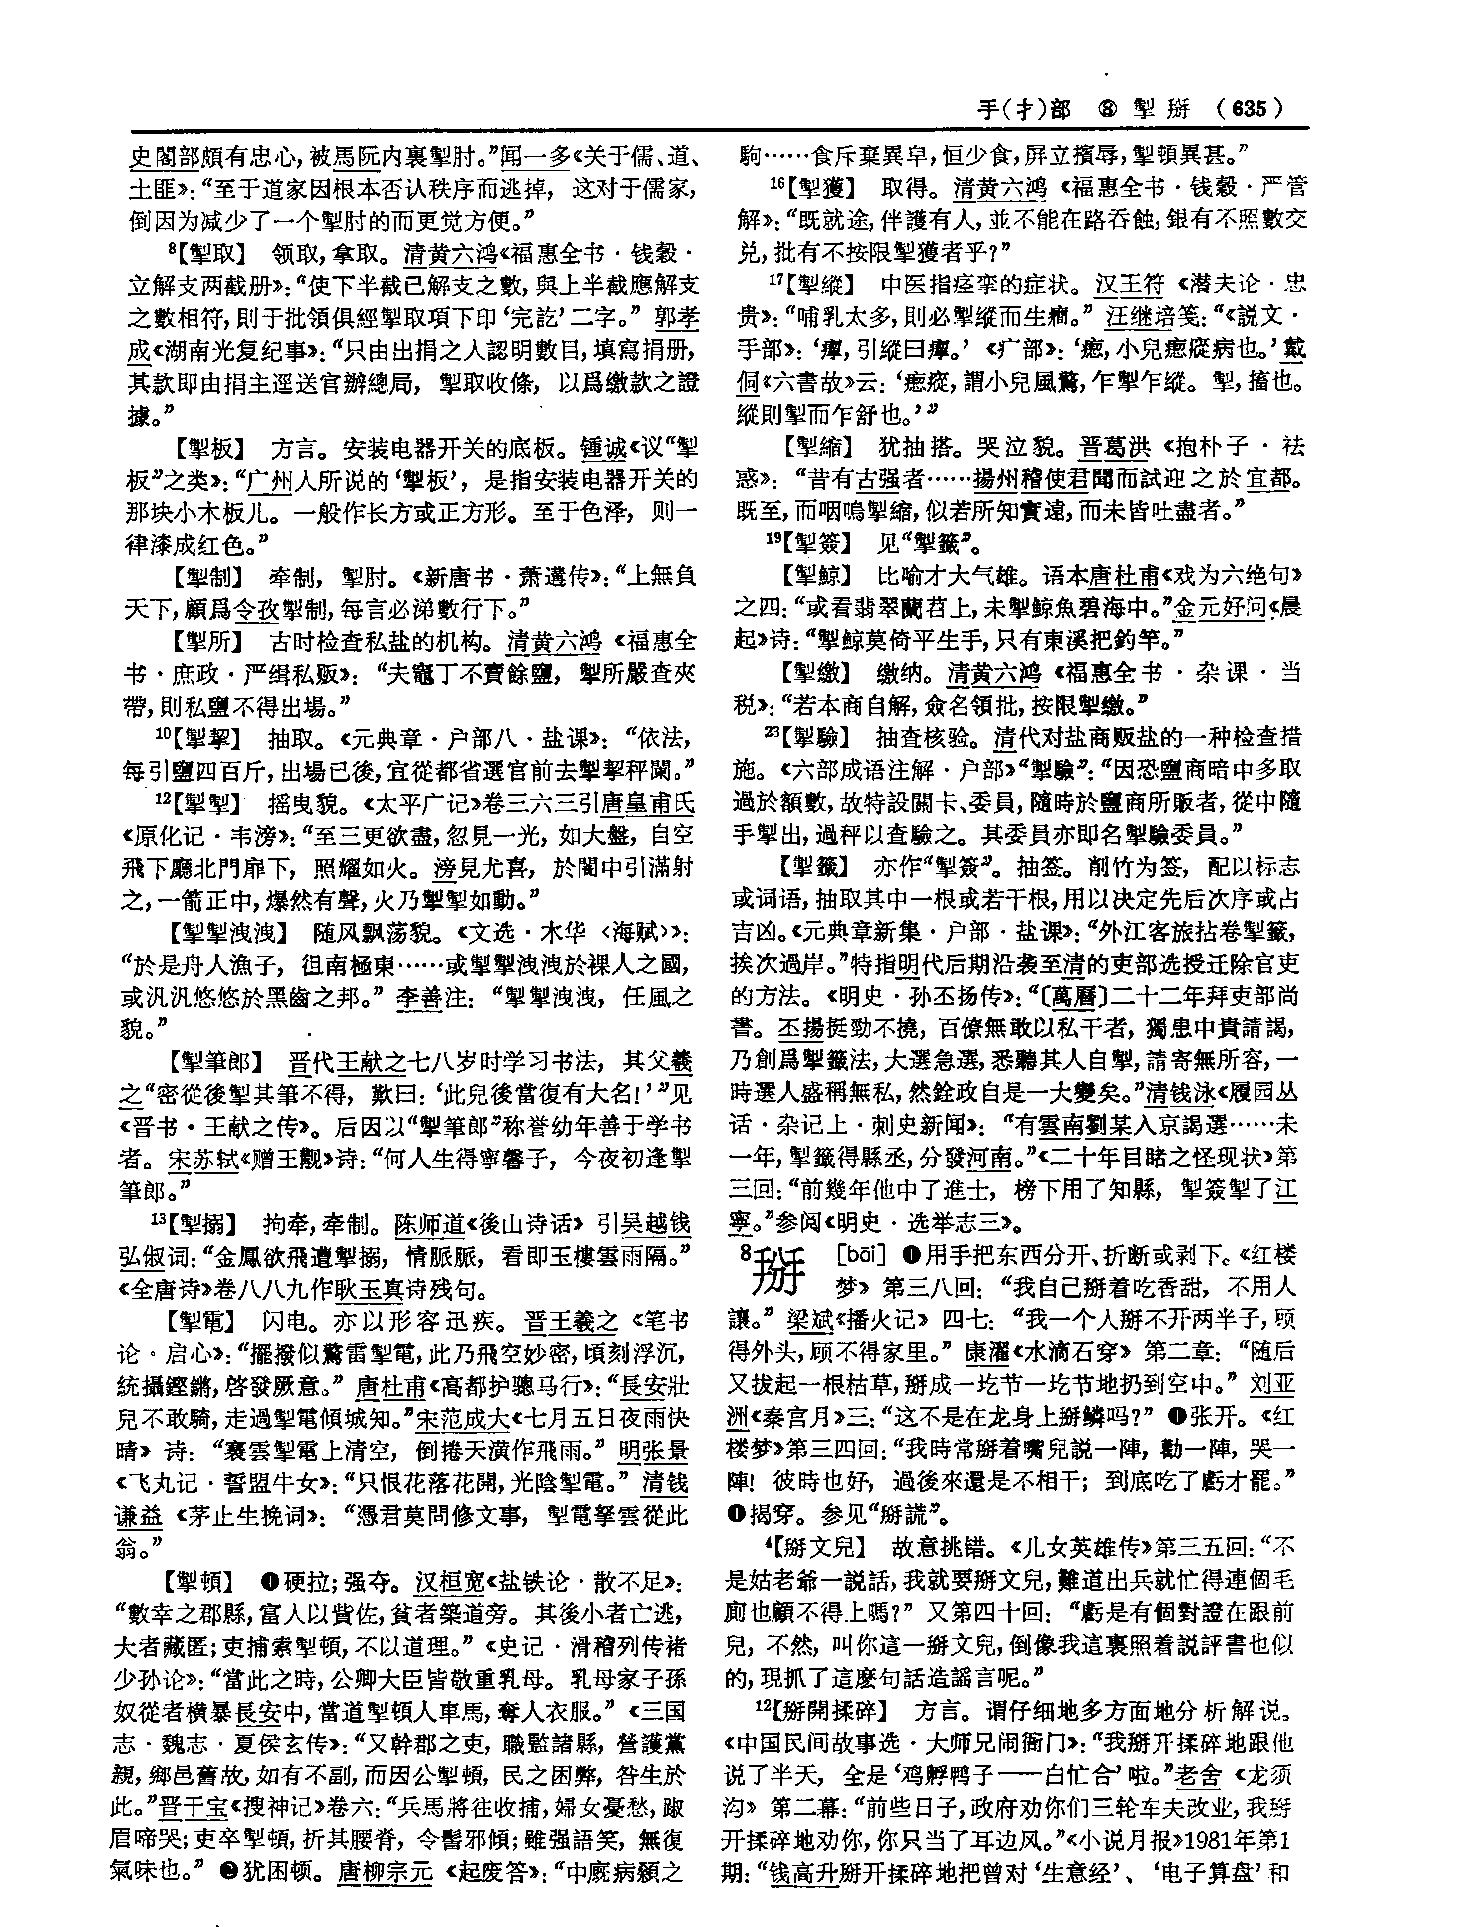 手(扌)部 ⑧ 掣掰 (635)
史閣部頗有忠心,被馬阮内裏掣肘。”闻一多《关于儒、道、
土匪》:“至于道家因根本否认秩序而逃掉, 这对于儒家,
倒因为减少了一个掣肘的而更觉方便。”
⁸【掣取】 领取,拿取。清黄六鸿《福惠全书·钱穀·
立解支两截册》:“使下半截已解支之數,與上半截應解支
之數相符,則于批領俱經掣取項下印‘完訖’二字。” 郭孝
成《湖南光复纪事》:“只由出捐之人認明數目,填寫捐册,
其款即由捐主逕送官辦總局, 掣取收條, 以爲繳款之證
據。”
【掣板】 方言。安装电器开关的底板。锺诚《议“掣
板”之类》:“广州人所说的‘掣板’, 是指安装电器开关的
那块小木板儿。一般作长方或正方形。至于色泽, 则一
律漆成红色。”
【掣制】 牵制, 掣肘。《新唐书·萧遘传》:“上無負
天下,顧爲令孜掣制,每言必涕數行下。”
【掣所】 古时检查私盐的机构。清黄六鸿《福惠全
书·庶政·严缉私贩》: “夫竈丁不賣餘鹽, 掣所嚴查夾
帶,則私鹽不得出場。”
¹⁰【掣挈】 抽取。《元典章·户部八·盐课》: “依法,
每引鹽四百斤,出場已後,宜從都省選官前去掣挈秤闌。”
¹²【掣掣】 摇曳貌。《太平广记》卷三六三引唐皇甫氏
《原化记·韦滂》:“至三更欲盡,忽見一光, 如大盤, 自空
飛下廳北門扉下, 照耀如火。滂見尤喜, 於闇中引滿射
之,一箭正中,爆然有聲,火乃掣掣如動。”
【掣掣洩洩】 随风飘荡貌。《文选·木华〈海赋〉》:
“於是舟人漁子, 徂南極東……或掣掣洩洩於裸人之國,
或汎汎悠悠於黑齒之邦。” 李善注: “掣掣洩洩, 任風之
貌。”
【掣筆郎】 晋代王献之七八岁时学习书法, 其父羲
之“密從後掣其筆不得, 歎曰:‘此兒後當復有大名!’”见
《晋书·王献之传》。后因以“掣筆郎”称誉幼年善于学书
者。宋苏轼《赠王觏》诗:“何人生得寧馨子, 今夜初逢掣
筆郎。”
¹³【掣搦】 拘牵,牵制。陈师道《後山诗话》引吴越钱
弘俶词:“金鳳欲飛遭掣搦, 情脈脈, 看即玉樓雲雨隔。”
《全唐诗》卷八八九作耿玉真诗残句。
【掣電】 闪电。亦以形容迅疾。晋王羲之《笔书
论·启心》:“擺撥似驚雷掣電,此乃飛空妙密,頃刻浮沉,
統攝鏗鏘,啓發厥意。” 唐杜甫《高都护骢马行》:“長安壯
兒不敢騎,走過掣電傾城知。”宋范成大《七月五日夜雨快
晴》诗: “襄雲掣電上清空, 倒捲天潢作飛雨。” 明张景
《飞丸记·誓盟牛女》:“只恨花落花開,光陰掣電。” 清钱
谦益《茅止生挽词》: “憑君莫問修文事, 掣電拏雲從此
翁。”
【掣頓】 ❶硬拉;强夺。汉桓宽《盐铁论·散不足》:
“數幸之郡縣,富人以貲佐,貧者築道旁。其後小者亡逃,
大者藏匿;吏捕索掣頓,不以道理。” 《史记·滑稽列传褚
少孙论》:“當此之時,公卿大臣皆敬重乳母。乳母家子孫
奴從者横暴長安中,當道掣頓人車馬,奪人衣服。” 《三国
志·魏志·夏侯玄传》:“又幹郡之吏, 職監諸縣, 營護黨
親,鄉邑舊故,如有不副,而因公掣頓, 民之困弊, 咎生於
此。”晋干宝《搜神记》卷六:“兵馬將往收捕,婦女憂愁,踧
眉啼哭;吏卒掣頓,折其腰脊, 令髻邪傾;雖强語笑, 無復
氣味也。” ❷犹困顿。唐柳宗元《起废答》:“中廄病顙之
駒……食斥棄異皁,恒少食,屏立擯辱,掣頓異甚。”
¹⁶【掣獲】 取得。清黄六鸿《福惠全书·钱穀·严管
解》:“既就途,伴護有人,並不能在路吞蝕,銀有不照數交
兑,批有不按限掣獲者乎?”
¹⁷【掣縱】 中医指痉挛的症状。汉王符《潜夫论·忠
贵》:“哺乳太多,則必掣縱而生癎。” 汪继培笺:“《説文·
手部》:‘瘳,引縱曰瘳。’《疒部》:‘瘛,小兒瘛瘲病也。’戴
侗《六書故》云:‘瘛瘲,謂小兒風驚,乍掣乍縱。掣,搐也。
縱則掣而乍舒也。’”
【掣縮】 犹抽搭。哭泣貌。晋葛洪《抱朴子·祛
惑》: “昔有古强者……揚州稽使君聞而試迎之於宜都。
既至,而咽嗚掣縮,似若所知實遠,而未皆吐盡者。”
¹⁹【掣簽】 见“掣籤”。
【掣鯨】 比喻才大气雄。语本唐杜甫《戏为六绝句》
之四:“或看翡翠蘭苕上,未掣鲸魚碧海中。”金元好问《晨
起》诗:“掣鯨莫倚平生手,只有東溪把釣竿。”
【掣繳】 缴纳。清黄六鸿《福惠全书·杂课·当
税》:“若本商自解,僉名領批,按限掣繳。”
²³【掣驗】 抽查核验。清代对盐商贩盐的一种检查措
施。《六部成语注解·户部》“掣驗”:“因恐鹽商暗中多取
過於額數,故特設關卡、委員,隨時於鹽商所販者,從中隨
手掣出,過秤以查驗之。其委員亦即名掣驗委員。”
【掣籤】 亦作“掣簽”。抽签。削竹为签, 配以标志
或词语,抽取其中一根或若干根,用以决定先后次序或占
吉凶。《元典章新集·户部·盐课》:“外江客旅拈卷掣籤,
挨次過岸。”特指明代后期沿袭至清的吏部选授迁除官吏
的方法。《明史·孙丕扬传》:“〔萬曆〕二十二年拜吏部尚
書。丕揚挺勁不撓, 百僚無敢以私干者, 獨患中貴請謁,
乃創爲掣籤法,大選急選,悉聽其人自掣,請寄無所容,一
時選人盛稱無私,然銓政自是一大變矣。”清钱泳《履园丛
话·杂记上·刺史新闻》: “有雲南劉某入京謁選……未
一年,掣籤得縣丞,分發河南。”《二十年目睹之怪现状》第
三回:“前幾年他中了進士, 榜下用了知縣, 掣簽掣了江
寧。”参阅《明史·选举志三》。
⁸掰 [bāi] ❶用手把东西分开、折断或剥下。《红楼
梦》第三八回: “我自己掰着吃香甜, 不用人
讓。” 梁斌《播火记》四七: “我一个人掰不开两半子,顾
得外头,顾不得家里。” 康濯《水滴石穿》第二章: “随后
又拔起一根枯草,掰成一圪节一圪节地扔到空中。” 刘亚
洲《秦宫月》三:“这不是在龙身上掰鳞吗?” ❶张开。《红
楼梦》第三四回:“我時常掰着嘴兒説一陣, 勸一陣, 哭一
陣! 彼時也好, 過後來還是不相干; 到底吃了虧才罷。”
❶揭穿。参见“掰謊”。
⁴【掰文兒】 故意挑错。《儿女英雄传》第三五回:“不
是姑老爺一説話,我就要掰文兒,難道出兵就忙得連個毛
廁也顧不得上嗎?” 又第四十回: “虧是有個對證在跟前
兒, 不然, 叫你這一掰文兒,倒像我這裏照着説評書也似
的,現抓了這麽句話造謡言呢。”
¹²【掰開揉碎】 方言。谓仔细地多方面地分析解说。
《中国民间故事选·大师兄闹衙门》:“我掰开揉碎地跟他
说了半天, 全是‘鸡孵鸭子——白忙合’啦。”老舍《龙须
沟》第二幕:“前些日子,政府劝你们三轮车夫改业,我掰
开揉碎地劝你,你只当了耳边风。”《小说月报》1981年第1
期:“钱高升掰开揉碎地把曾对‘生意经’、‘电子算盘’和